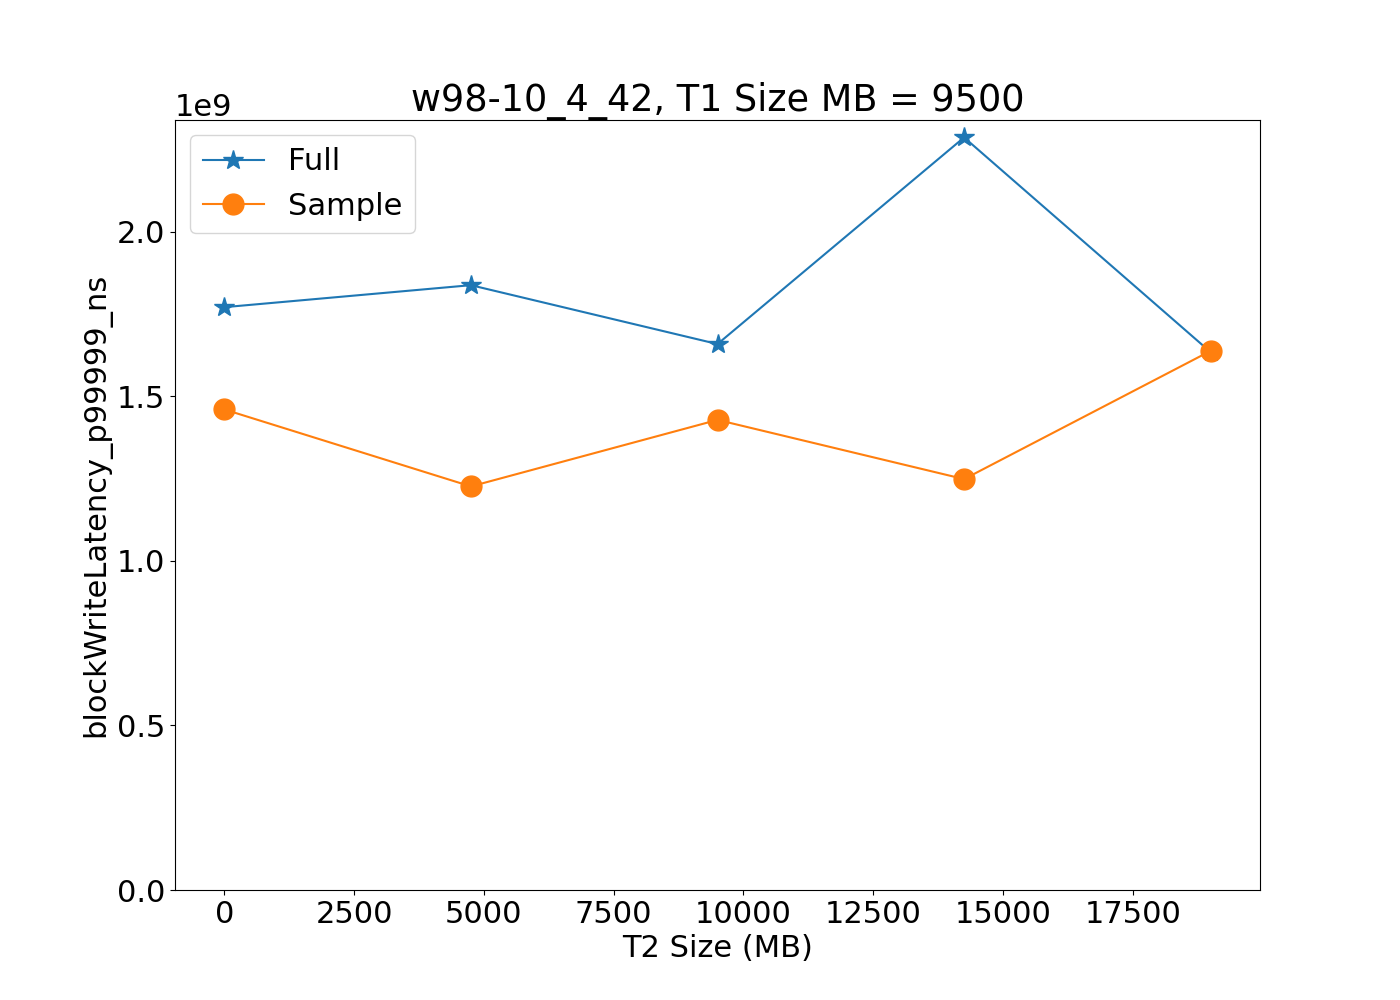 w98-10_4_42, T1 Size MB = 9500
1e9
Full
Sample
2.0
1.5
1.0
0.5
0.0
blockWriteLatency_p99999_ns
0 2500 5000 7500 10000 12500 15000 17500
T2 Size (MB)